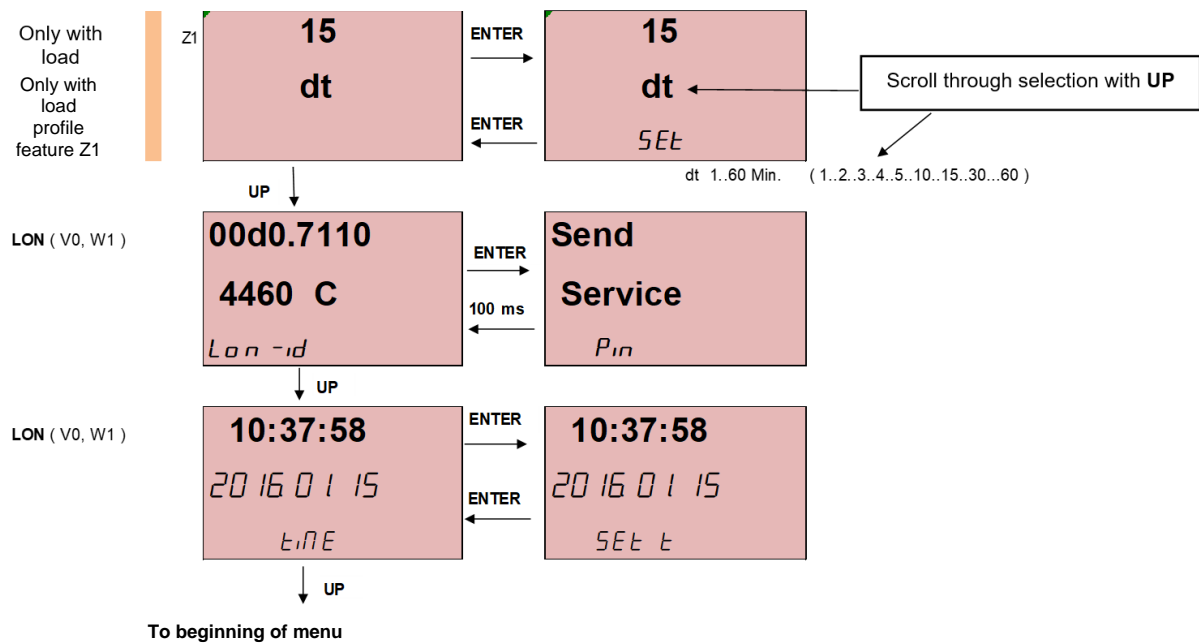 Only with
load
Only with
load
profile
feature Z1
Z1
15
dt
ENTER
ENTER
15
dt
SEt
Scroll through selection with UP
dt 1..60 Min. ( 1..2..3..4..5..10..15..30...60 )
UP
LON ( V0, W1 )
00d0.7110
4460 C
Lon -id
ENTER
100 ms
Send
Service
Pin
UP
LON ( V0, W1 )
10:37:58
2016.01.15
tiME
ENTER
ENTER
10:37:58
2016.01.15
SEt t
UP
To beginning of menu